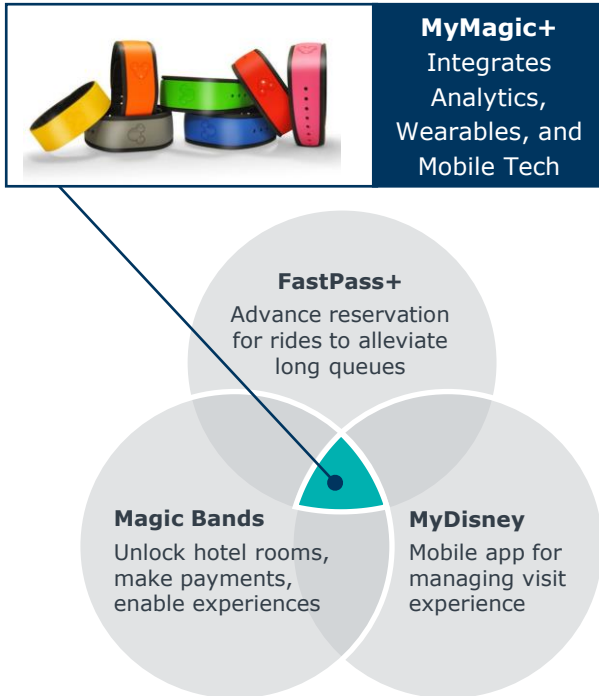 MyMagic+
Integrates
Analytics,
Wearables, and
Mobile Tech
FastPass+
Advance reservation
for rides to alleviate
long queues
Magic Bands
Unlock hotel rooms,
make payments,
enable experiences
MyDisney
Mobile app for
managing visit
experience